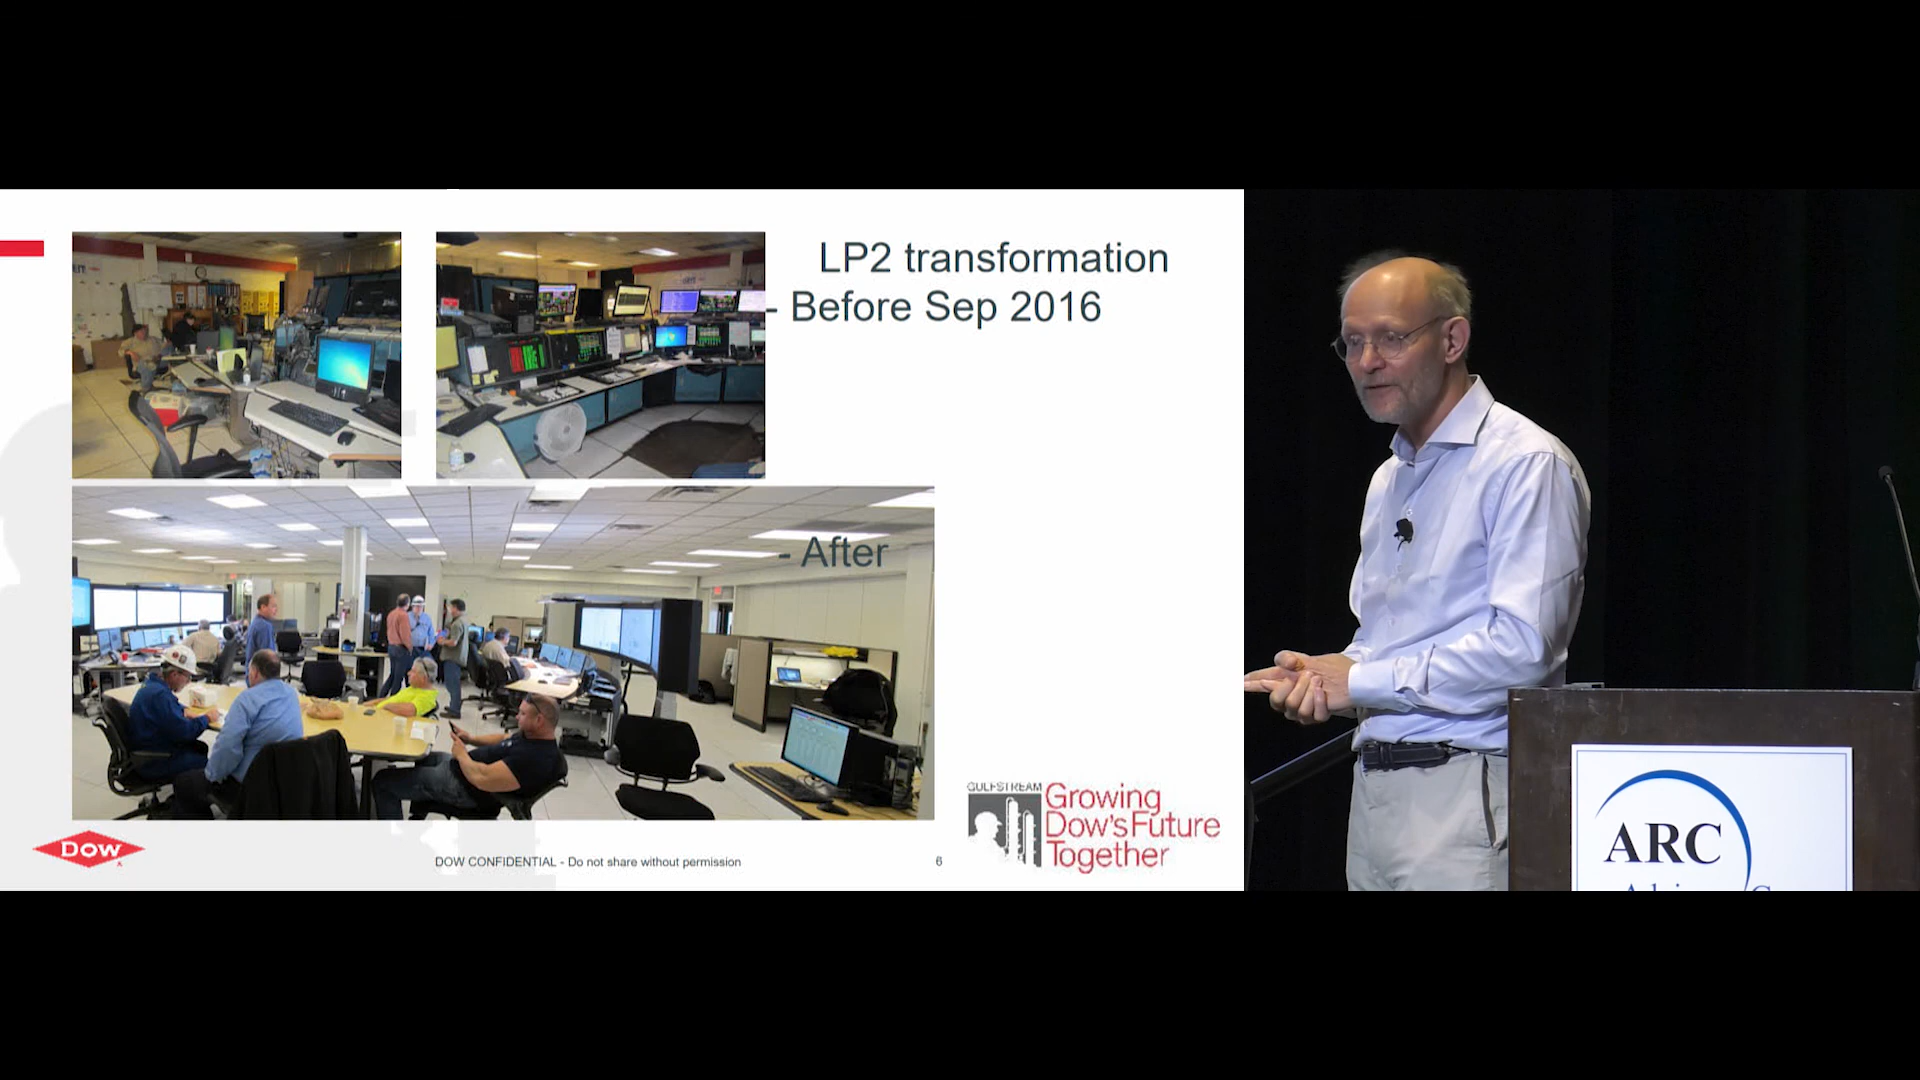 LP2 transformation
- Before Sep 2016
- After
GULFSTREAM
Growing
Dow'sFuture
Together
DOW
DOW CONFIDENTIAL - Do not share without permission
6
ARC